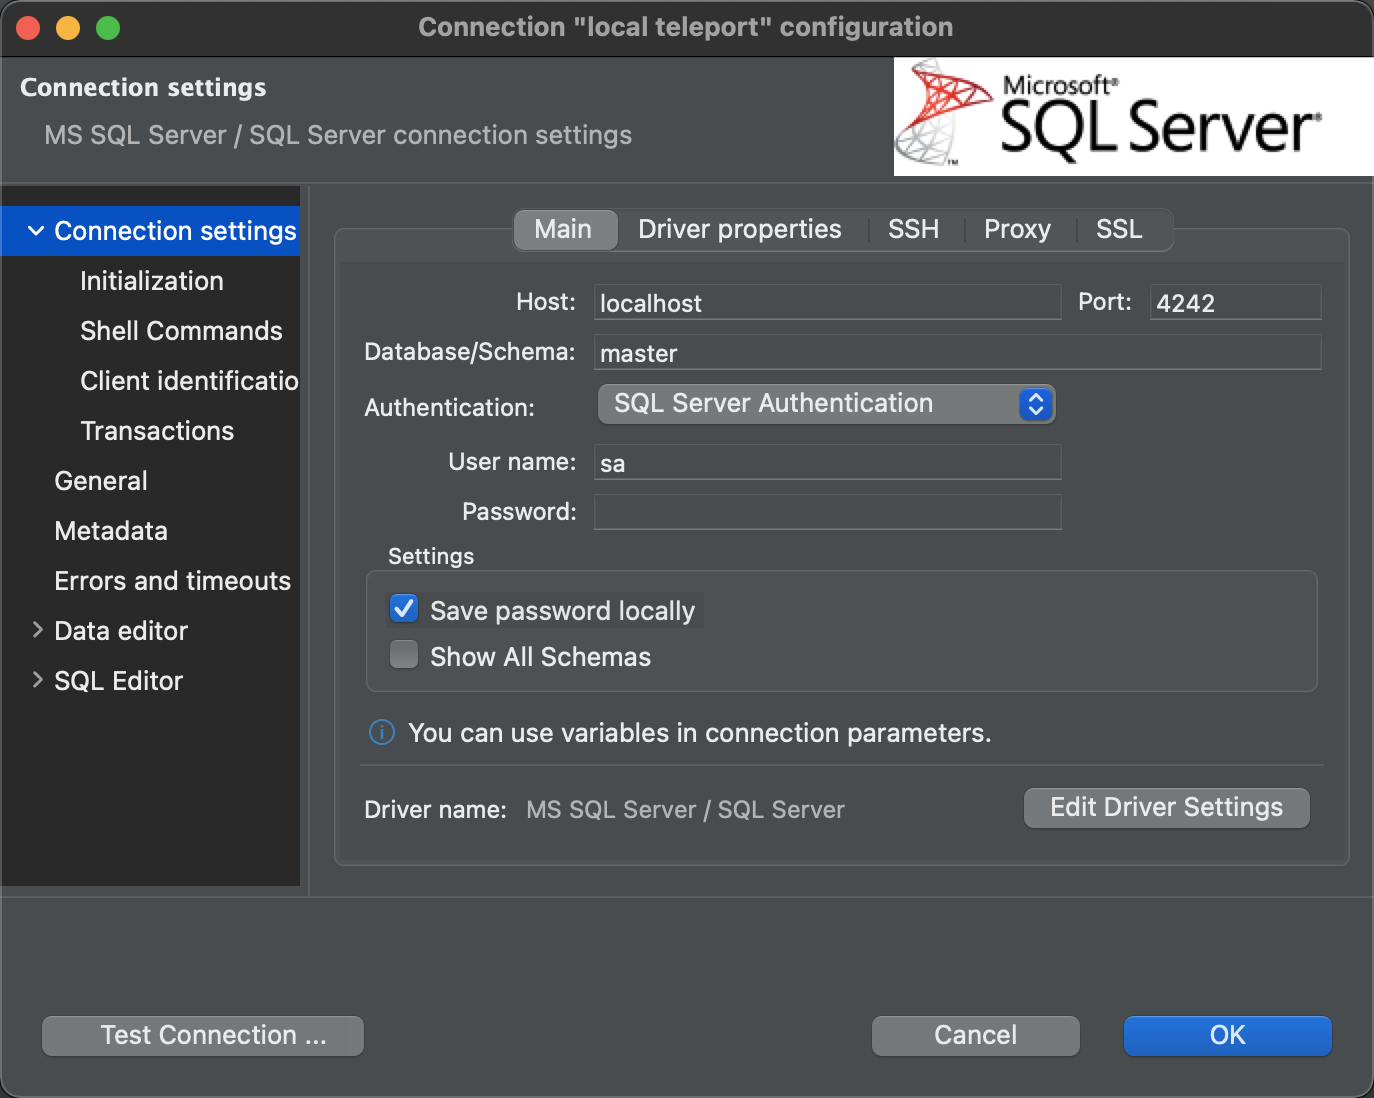 Connection "local teleport" configuration
Connection settings
MS SQL Server / SQL Server connection settings
Microsoft®
SQL Server®
™
Connection settings
Initialization
Shell Commands
Client identificatio
Transactions
General
Metadata
Errors and timeouts
Data editor
SQL Editor
Main Driver properties SSH Proxy SSL
Host: localhost Port: 4242
Database/Schema: master
Authentication: SQL Server Authentication
User name: sa
Password:
Settings
Save password locally
Show All Schemas
You can use variables in connection parameters.
Driver name: MS SQL Server / SQL Server Edit Driver Settings
Test Connection ... Cancel OK